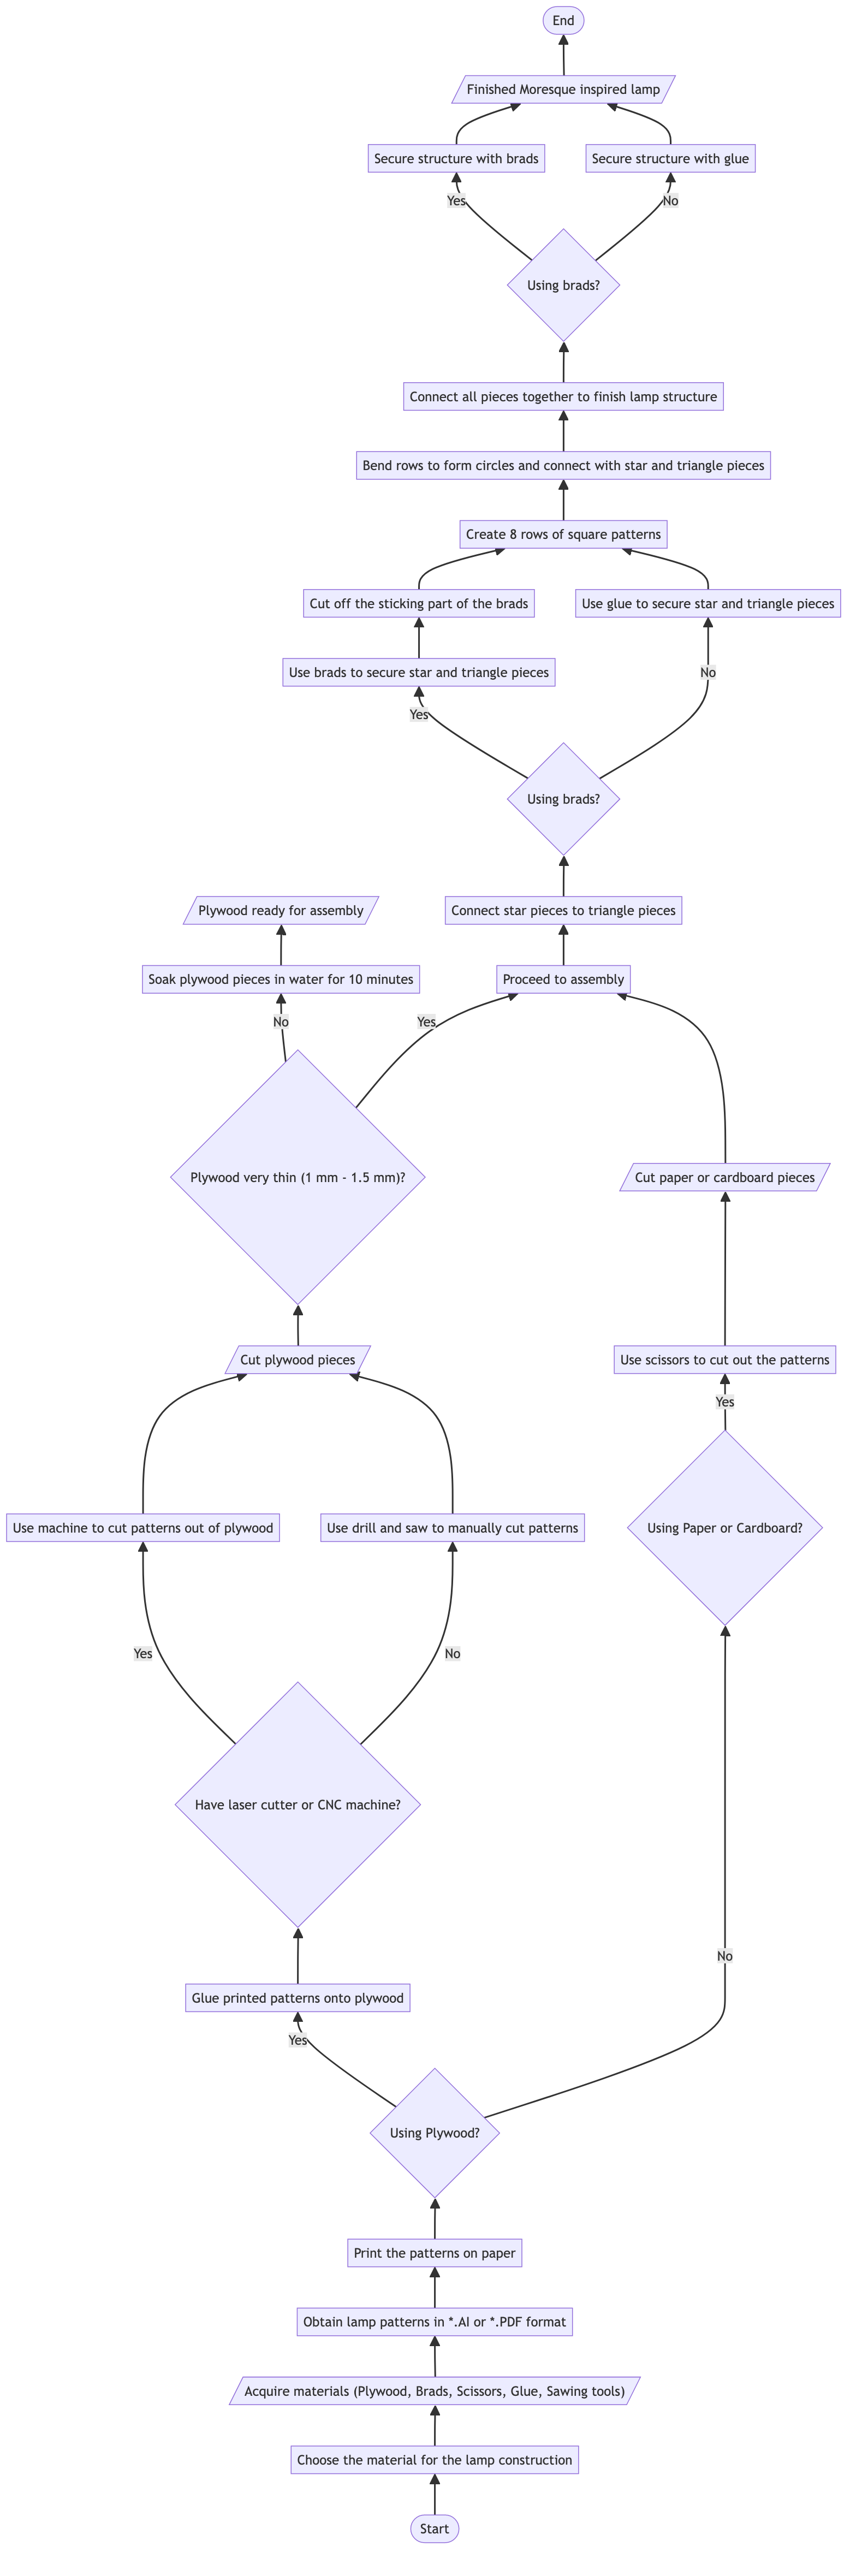 End
Finished Moresque inspired lamp
Secure structure with brads
Secure structure with glue
Yes
No
Using brads?
Connect all pieces together to finish lamp structure
Bend rows to form circles and connect with star and triangle pieces
Create 8 rows of square patterns
Cut off the sticking part of the brads
Use glue to secure star and triangle pieces
Use brads to secure star and triangle pieces
No
Yes
Using brads?
Plywood ready for assembly
Connect star pieces to triangle pieces
Soak plywood pieces in water for 10 minutes
Proceed to assembly
No
Yes
Plywood very thin (1 mm - 1.5 mm)?
Cut paper or cardboard pieces
Cut plywood pieces
Use scissors to cut out the patterns
Yes
Use machine to cut patterns out of plywood
Use drill and saw to manually cut patterns
Using Paper or Cardboard?
Yes
No
Have laser cutter or CNC machine?
No
Glue printed patterns onto plywood
Yes
Using Plywood?
Print the patterns on paper
Obtain lamp patterns in *.AI or *.PDF format
Acquire materials (Plywood, Brads, Scissors, Glue, Sawing tools)
Choose the material for the lamp construction
Start